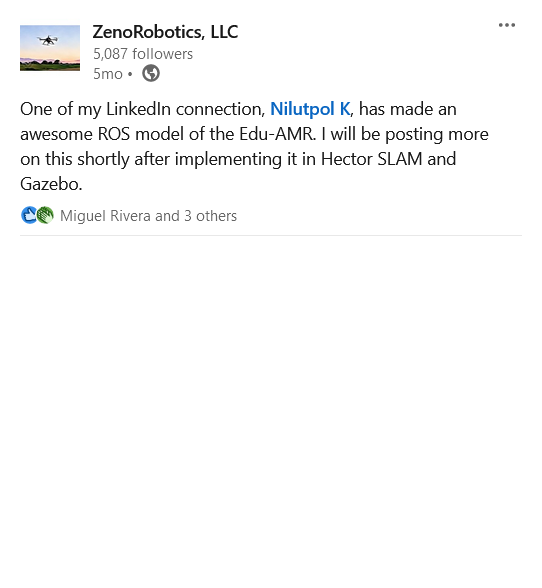 ZenoRobotics, LLC
5,087 followers
5mo •
One of my LinkedIn connection, Nilutpol K, has made an
awesome ROS model of the Edu-AMR. I will be posting more
on this shortly after implementing it in Hector SLAM and
Gazebo.
Miguel Rivera and 3 others